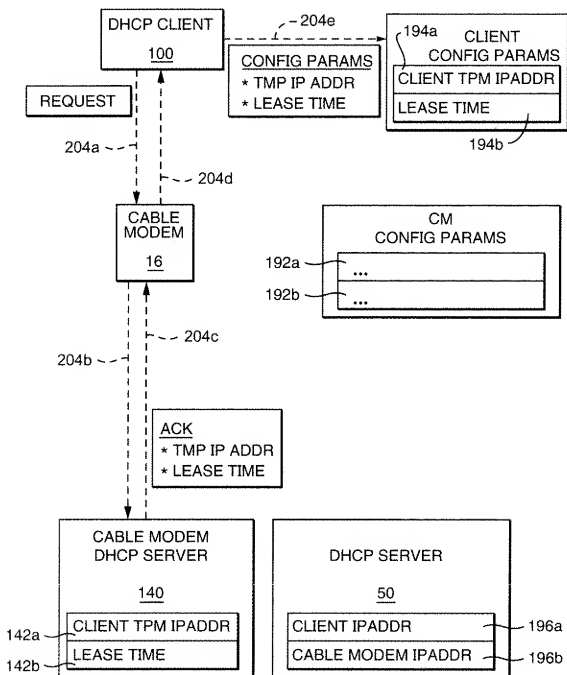 DHCP CLIENT
100
204e
CLIENT
CONFIG PARAMS
194a
CLIENT TPM IPADDR
LEASE TIME
194b
CONFIG PARAMS
* TMP IP ADDR
* LEASE TIME
REQUEST
204a
204d
CABLE
MODEM
16
CM
CONFIG PARAMS
192a
...
192b
...
204b
204c
ACK
* TMP IP ADDR
* LEASE TIME
CABLE MODEM
DHCP SERVER
140
142a
CLIENT TPM IPADDR
142b
LEASE TIME
DHCP SERVER
50
CLIENT IPADDR
196a
CABLE MODEM IPADDR
196b